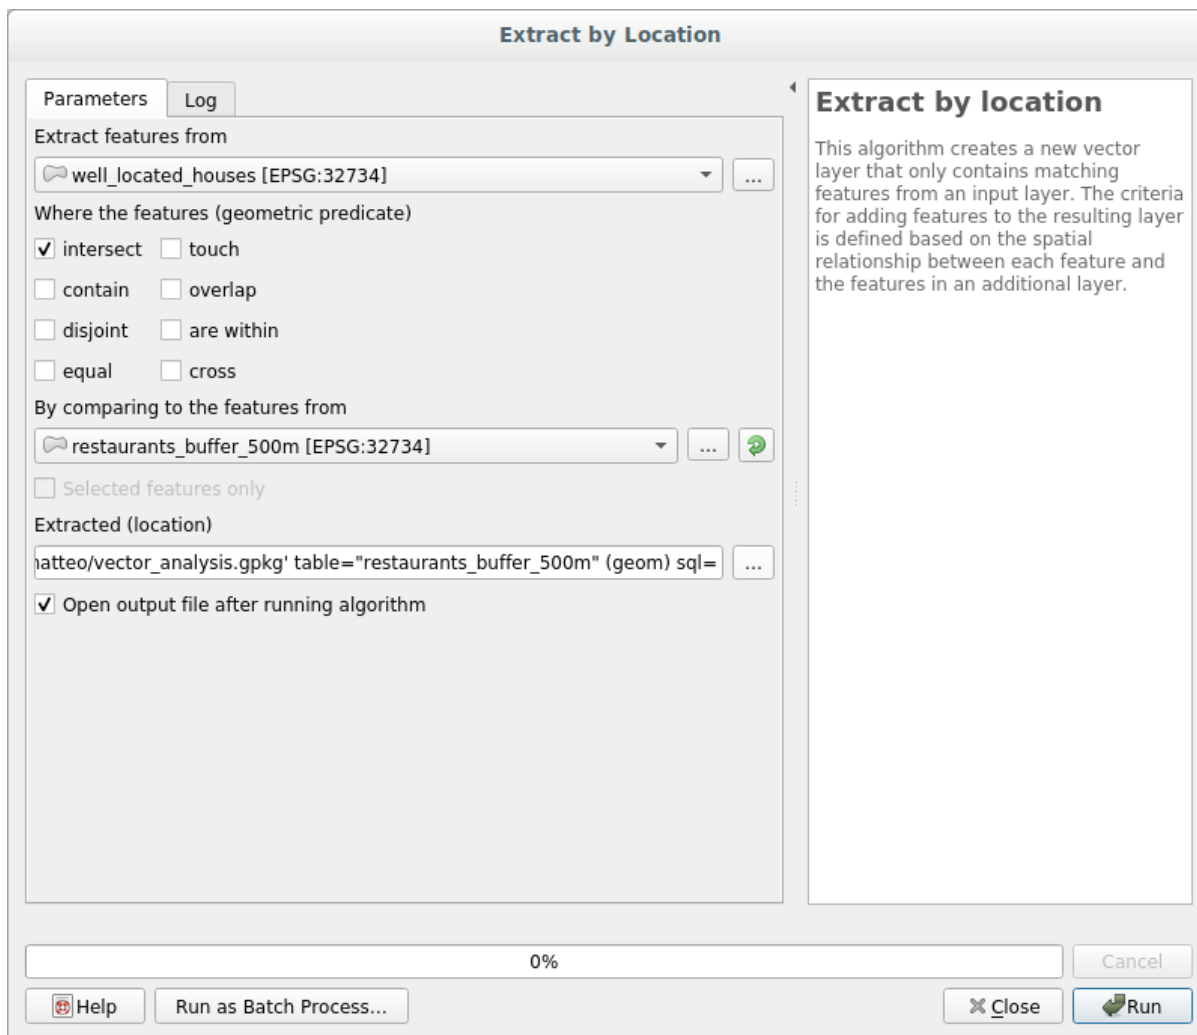 Extract by Location
Parameters
Log
Extract features from
well_located_houses [EPSG:32734]
...
Where the features (geometric predicate)
intersect
touch
contain
overlap
disjoint
are within
equal
cross
By comparing to the features from
restaurants_buffer_500m [EPSG:32734]
...
Selected features only
Extracted (location)
atteo/vector_analysis.gpkg' table="restaurants_buffer_500m" (geom) sql=
...
Open output file after running algorithm
Extract by location
This algorithm creates a new vector
layer that only contains matching
features from an input layer. The criteria
for adding features to the resulting layer
is defined based on the spatial
relationship between each feature and
the features in an additional layer.
0%
Cancel
Help
Run as Batch Process...
Close
Run